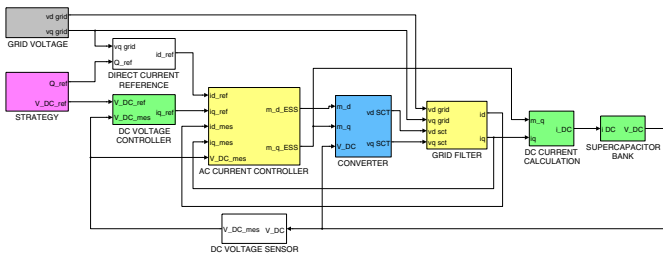 vd grid
vq grid
GRID VOLTAGE
vq grid
Q_ref
id_ref
DIRECT CURRENT
REFERENCE
Q_ref
V_DC_ref
STRATEGY
V_DC_ref
V_DC_mes
iq_ref
DC VOLTAGE
CONTROLLER
id_ref
iq_ref
id_mes
iq_mes
V_DC_mes
m_d_ESS
m_q_ESS
AC CURRENT CONTROLLER
m_d
m_q
V_DC
vd SCT
vq SCT
CONVERTER
vd grid
vq grid
vd sct
vq sct
id
iq
GRID FILTER
m_q
iq
i_DC
DC CURRENT
CALCULATION
i DC
V_DC
SUPERCAPACITOR
BANK
V_DC_mes
V_DC
DC VOLTAGE SENSOR